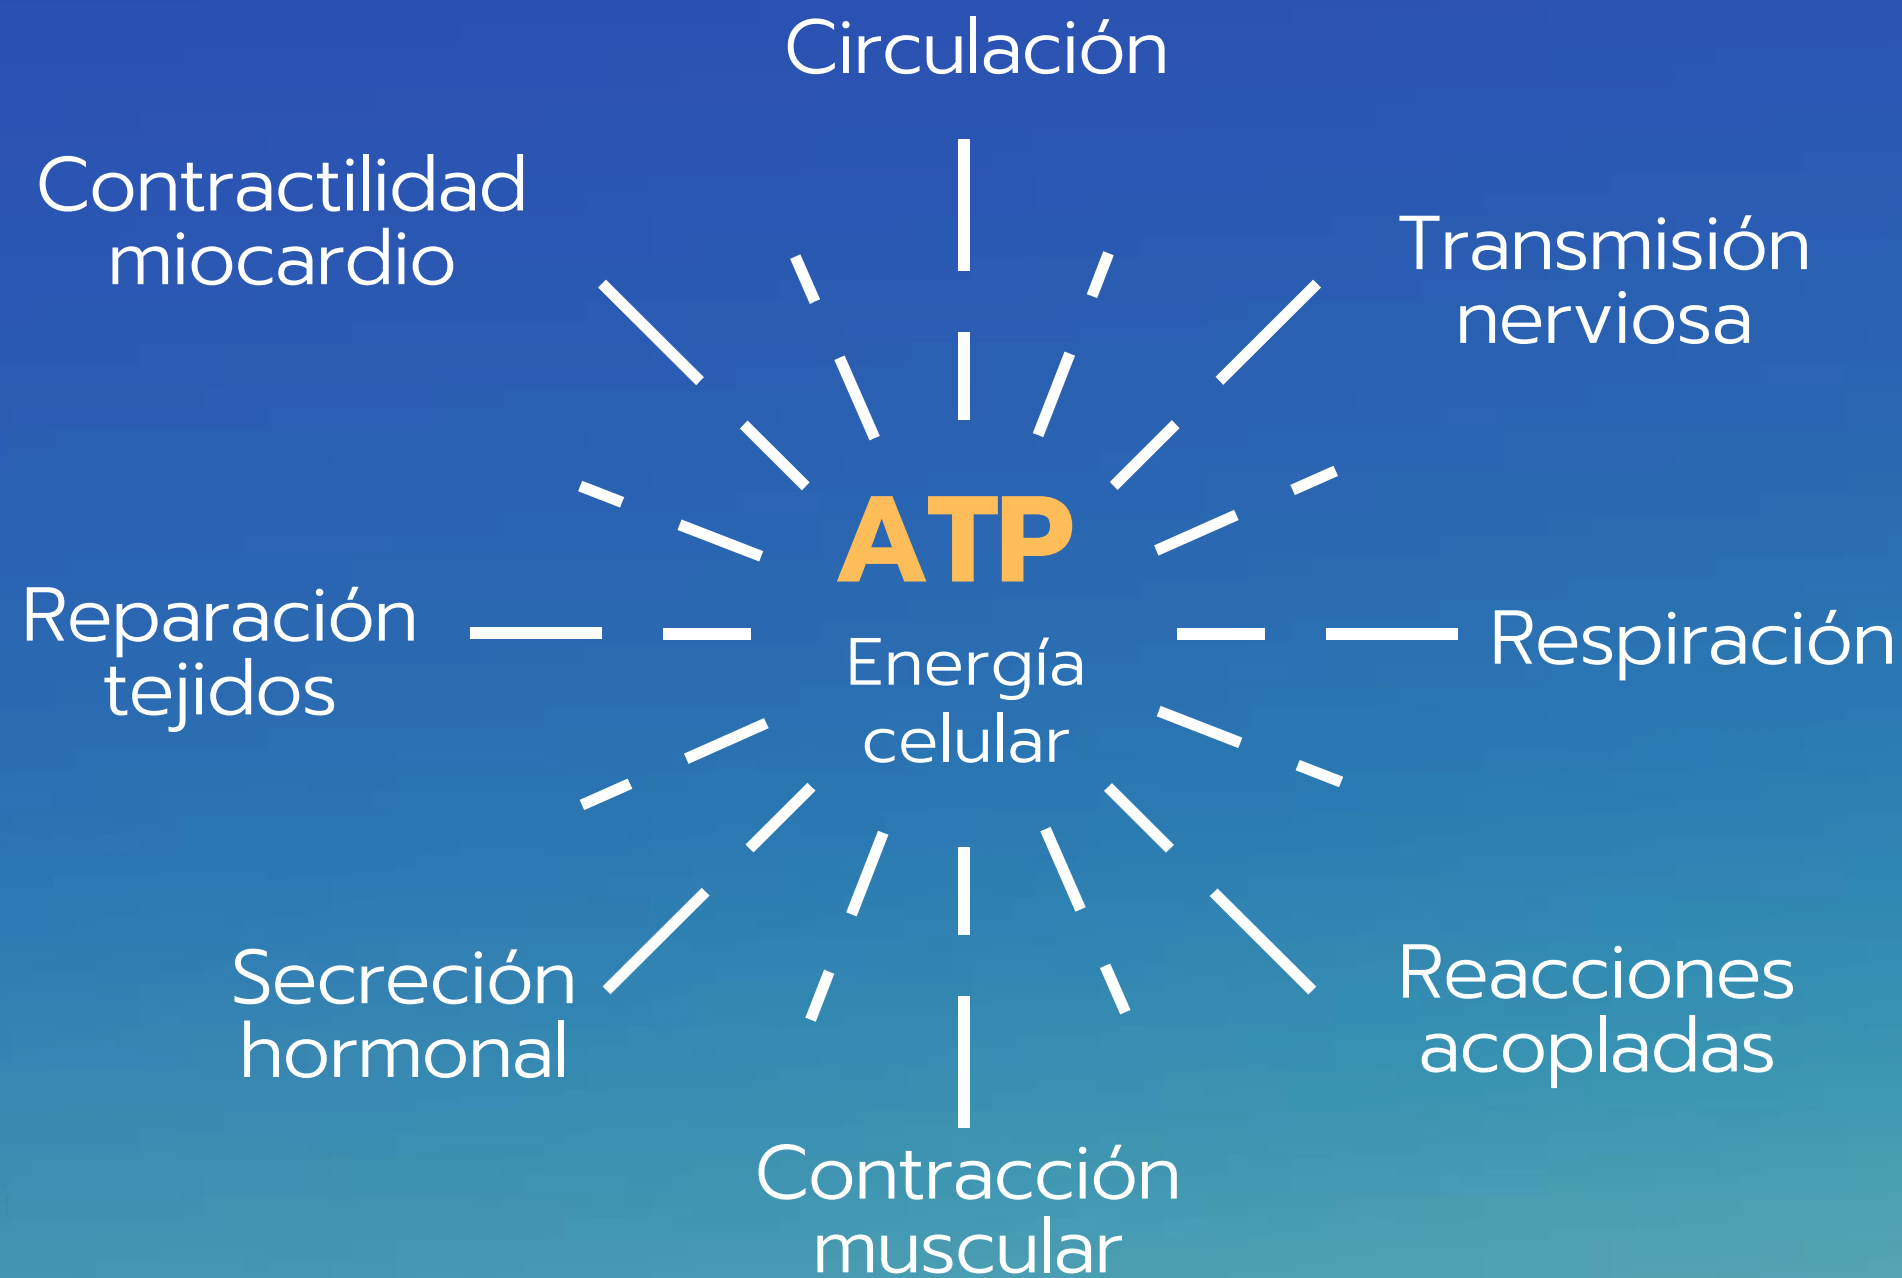 Circulación
Contractilidad
miocardio
Transmisión
nerviosa
ATP
Energía
celular
Reparación
tejidos
Respiración
Secreción
hormonal
Reacciones
acopladas
Contracción
muscular